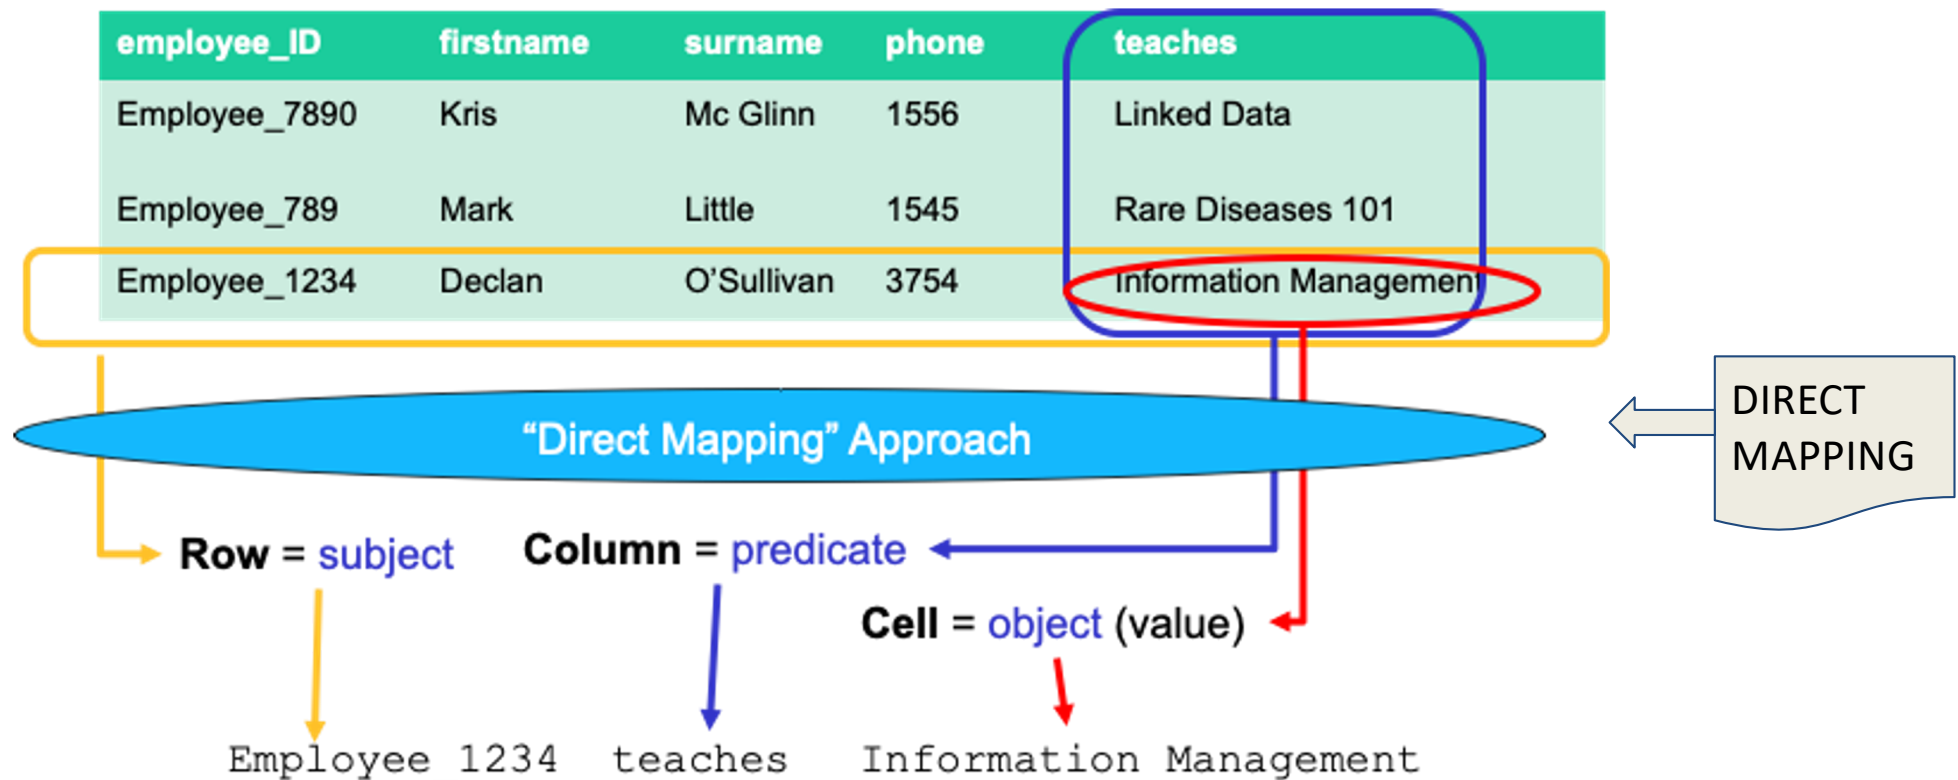 employee_ID firstname surname phone teaches
Employee_7890 Kris Mc Glinn 1556 Linked Data
Employee_789 Mark Little 1545 Rare Diseases 101
Employee_1234 Declan O’Sullivan 3754 Information Management
“Direct Mapping” Approach
DIRECT
MAPPING
Row = subject
Column = predicate
Cell = object (value)
Employee 1234 teaches Information Management